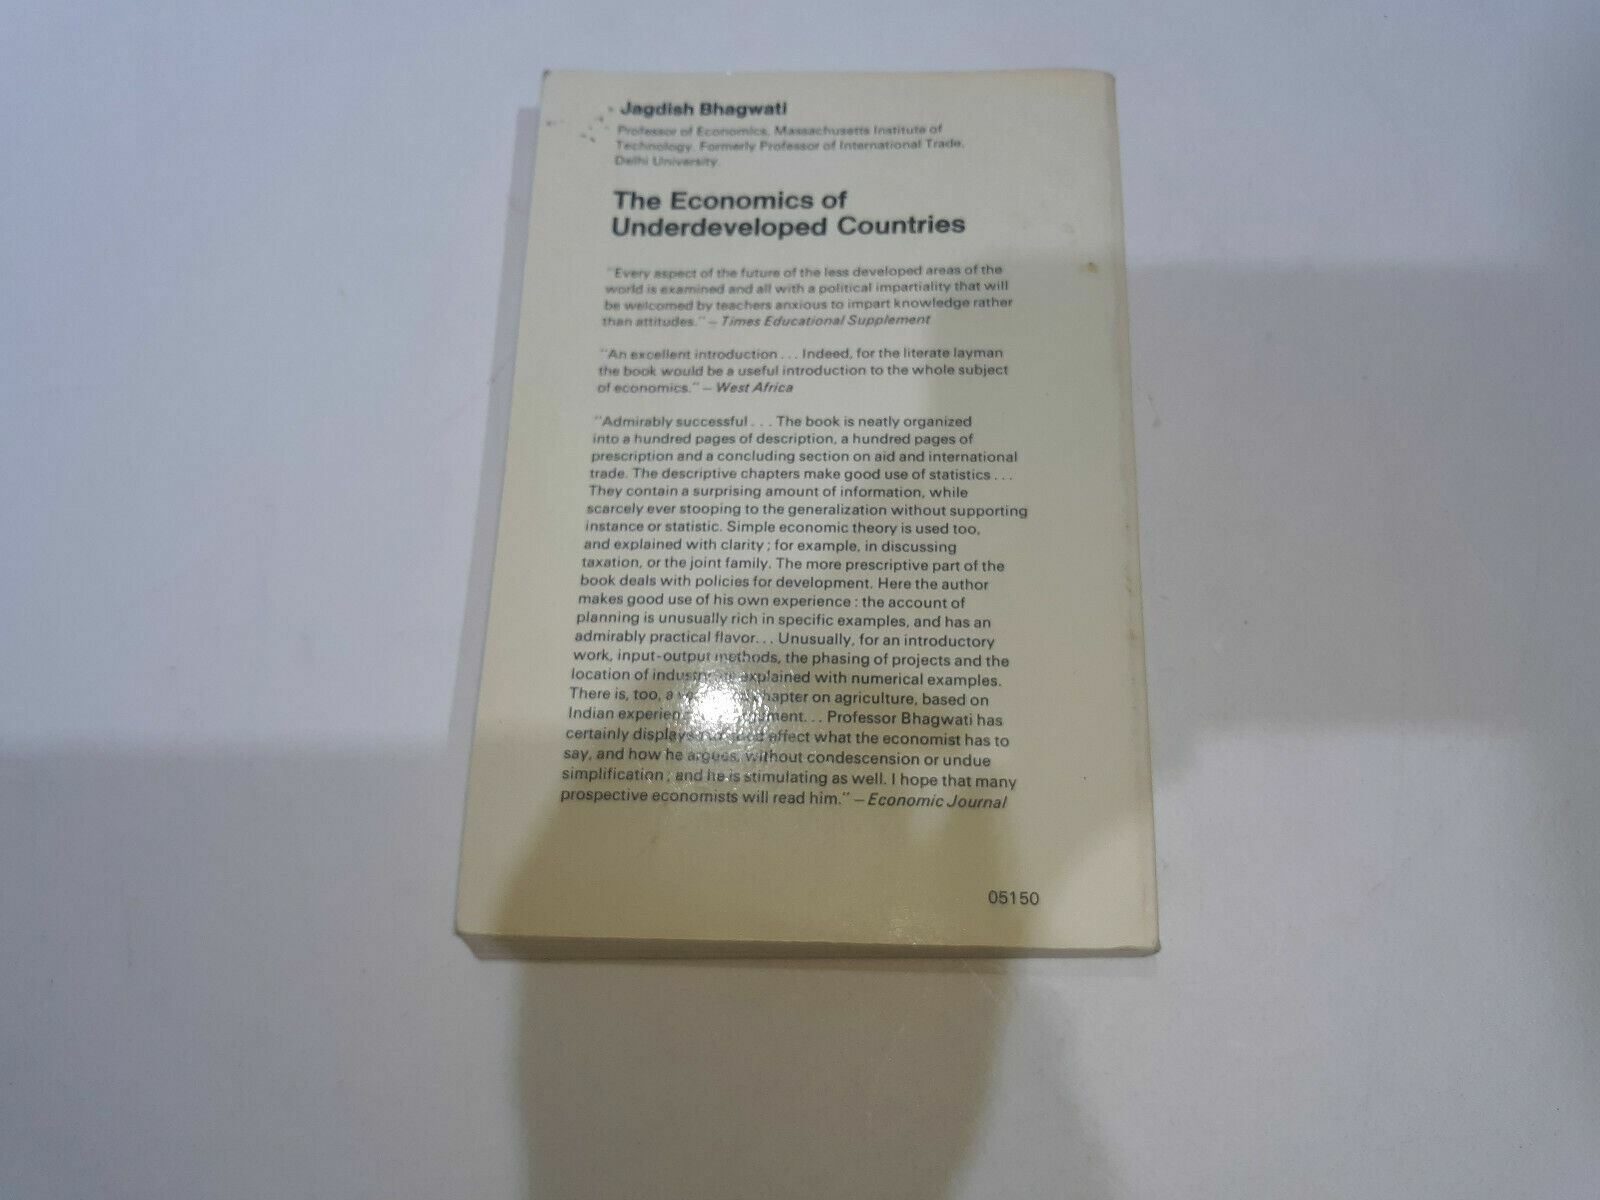 Jagdish Bhagwati
Professor of Economics, Massachusetts Institute of
Technology. Formerly Professor of International Trade,
Delhi University.
The Economics of
Underdeveloped Countries
"Every aspect of the future of the less developed areas of the
world is examined and all with a political impartiality that will
be welcomed by teachers anxious to impart knowledge rather
than attitudes." – Times Educational Supplement
"An excellent introduction . . . Indeed, for the literate layman
the book would be a useful introduction to the whole subject
of economics." – West Africa
"Admirably successful . . . The book is neatly organized
into a hundred pages of description, a hundred pages of
prescription and a concluding section on aid and international
trade. The descriptive chapters make good use of statistics . . .
They contain a surprising amount of information, while
scarcely ever stooping to the generalization without supporting
instance or statistic. Simple economic theory is used too,
and explained with clarity ; for example, in discussing
taxation, or the joint family. The more prescriptive part of the
book deals with policies for development. Here the author
makes good use of his own experience : the account of
planning is unusually rich in specific examples, and has an
admirably practical flavor. . . Unusually, for an introductory
work, input-output methods, the phasing of projects and the
location of explained with numerical examples.
There is, too, a chapter on agriculture, based on
Indian . . . Professor Bhagwati has
certainly effect what the economist has to
say, and how he argues, without condescension or undue
simplification ; and he is stimulating as well. I hope that many
prospective economists will read him." – Economic Journal
05150